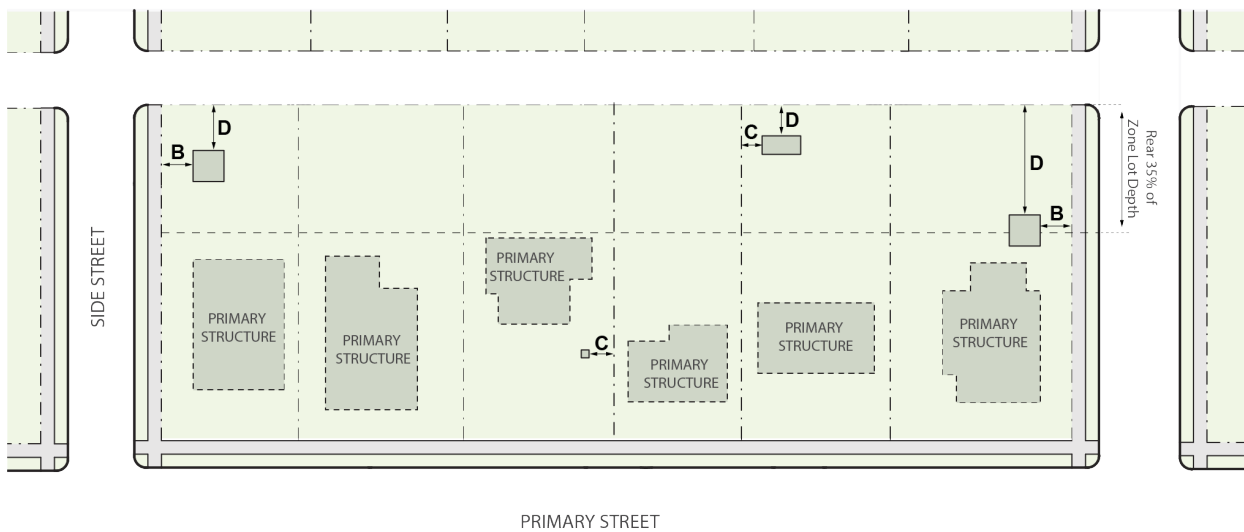 D
B
C
D
D
B
Rear 35% of
Zone Lot Depth
SIDE STREET
PRIMARY
STRUCTURE
PRIMARY
STRUCTURE
PRIMARY
STRUCTURE
C
PRIMARY
STRUCTURE
PRIMARY
STRUCTURE
PRIMARY
STRUCTURE
PRIMARY STREET